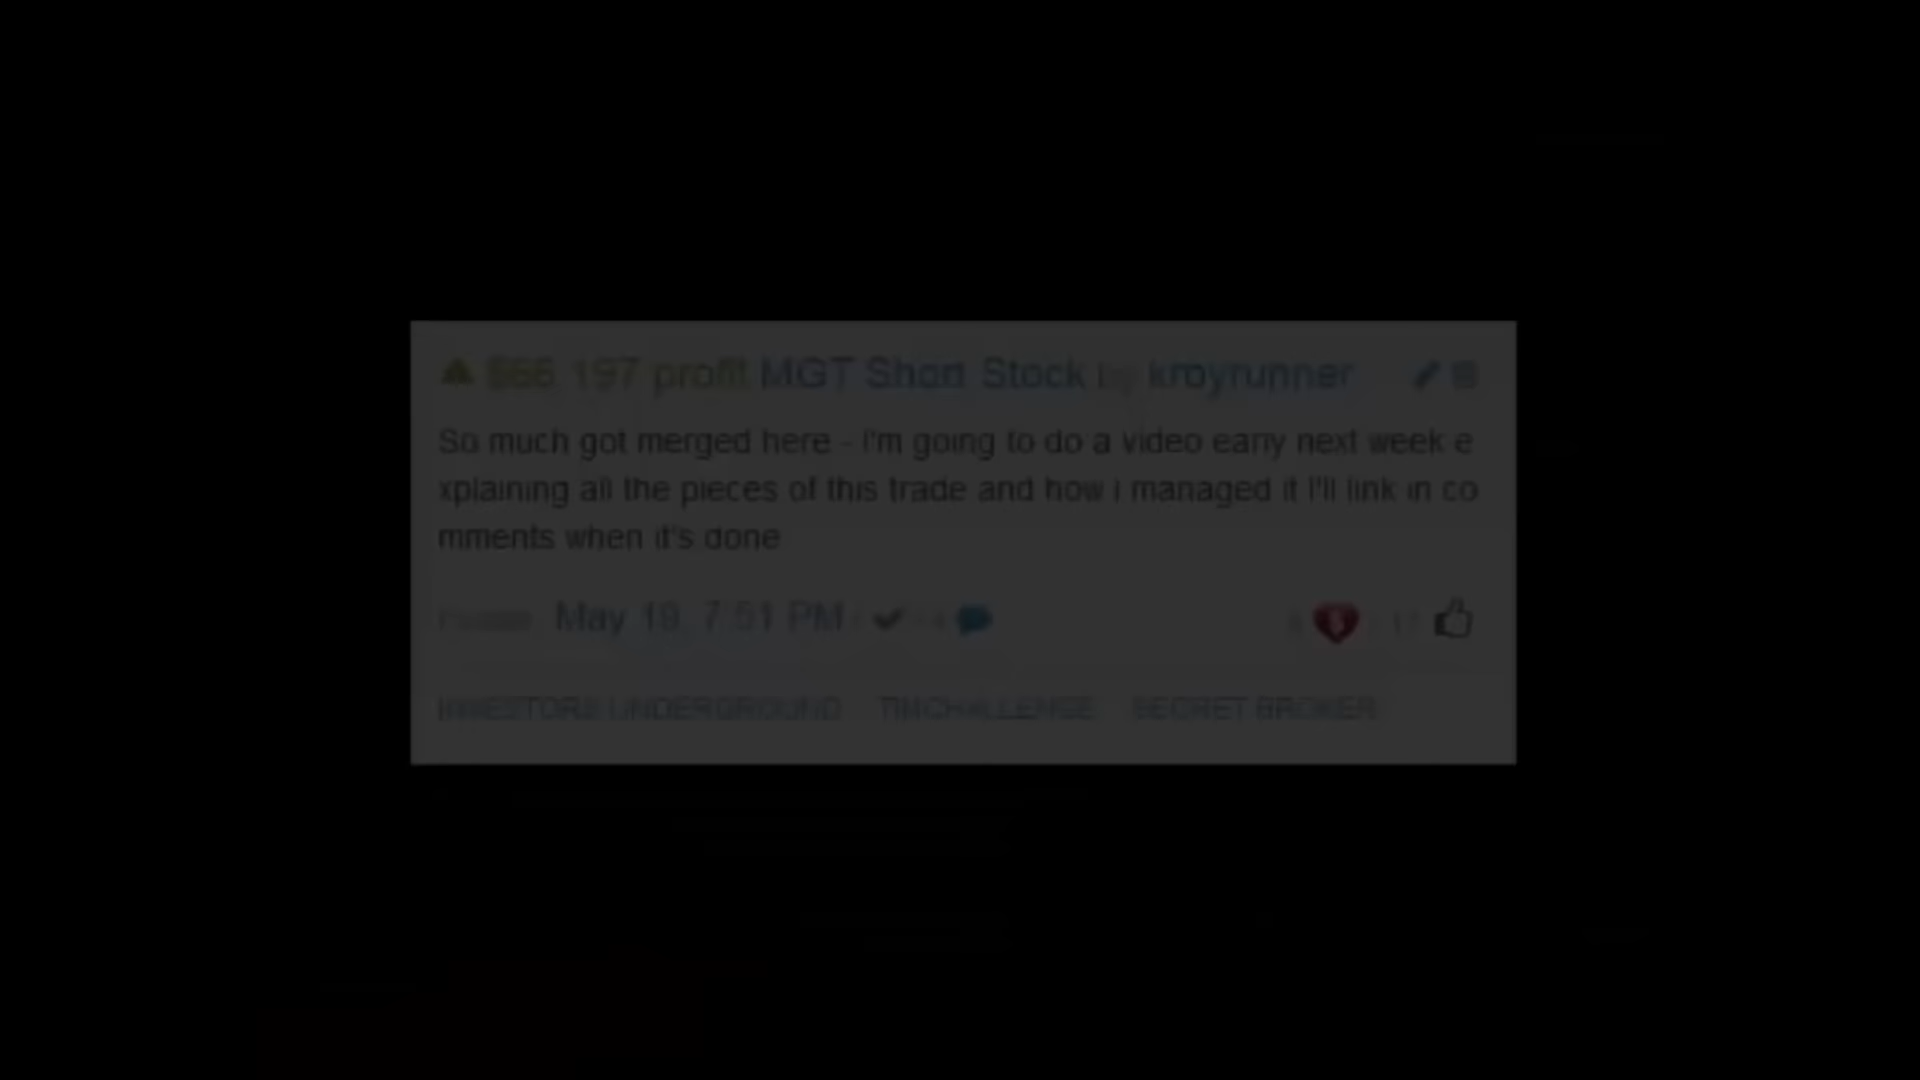 $66,197 profit MGT Short Stock by kroyrunner
So much got merged here - I'm going to do a video early next week e
xplaining all the pieces of this trade and how i managed it I'll link in co
mments when it's done
May 19, 7:51 PM
INVESTORS UNDERGROUND TIMCHALLENGE SECRET BROKER